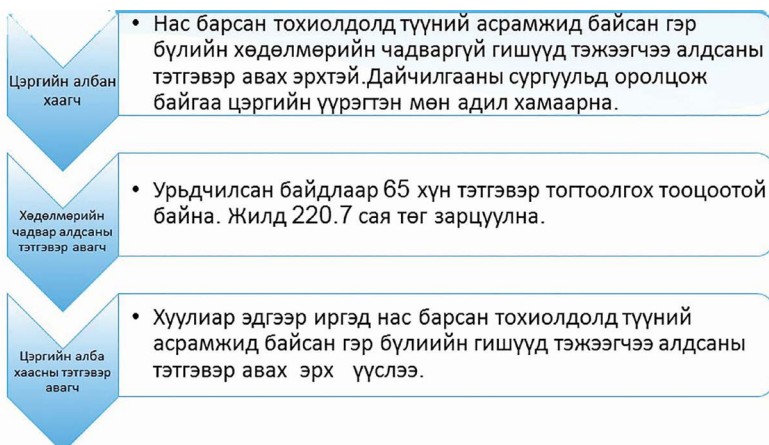 Цэргийн албан
хаагч
• Нас барсан тохиолдолд түүний асрамжид байсан гэр
бүлийн хөдөлмөрийн чадваргүй гишүүд тэжээгчээ алдсаны
тэтгэвэр авах эрхтэй.Дайчилгааны сургуульд оролцож
байгаа цэргийн үүрэгтэн мөн адил хамаарна.
Хөдөлмөрийн
чадвар алдсаны
тэтгэвэр авагч
• Урьдчилсан байдлаар 65 хүн тэтгэвэр тогтоолгох тооцоотой
байна. Жилд 220.7 сая төг зарцуулна.
Цэргийн алба
хаасны тэтгэвэр
авагч
• Хуулиар эдгээр иргэд нас барсан тохиолдолд түүний
асрамжид байсан гэр бүлиийн гишүүд тэжээгчээ алдсаны
тэтгэвэр авах эрх үүслээ.